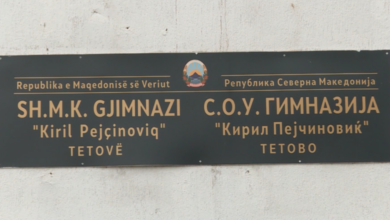 Republika e Maqedonisë së Veriut
SH.M.K. GJIMNAZI
"Kiril Pejçinoviq"
TETOVË
Република Северна Македонија
С.О.У. ГИМНАЗИЈА
"Кирил Пејчиновиќ"
ТЕТОВО